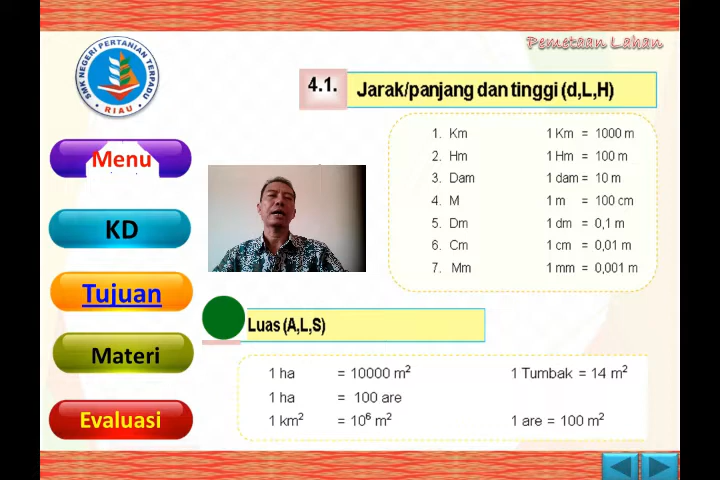 Pemetaan Lahan
SMK NEGERI PERTANIAN TERPADU
RIAU
4.1. Jarak/panjang dan tinggi (d,L,H)
1. Km 1 Km = 1000 m
2. Hm 1 Hm = 100 m
3. Dam 1 dam = 10 m
4. M 1 m = 100 cm
5. Dm 1 dm = 0,1 m
6. Cm 1 cm = 0,01 m
7. Mm 1 mm = 0,001 m
Menu
KD
Tujuan
Materi
Evaluasi
Luas (A,L,S)
1 ha = 10000 m² 1 Tumbak = 14 m²
1 ha = 100 are
1 km² = 10⁶ m² 1 are = 100 m²